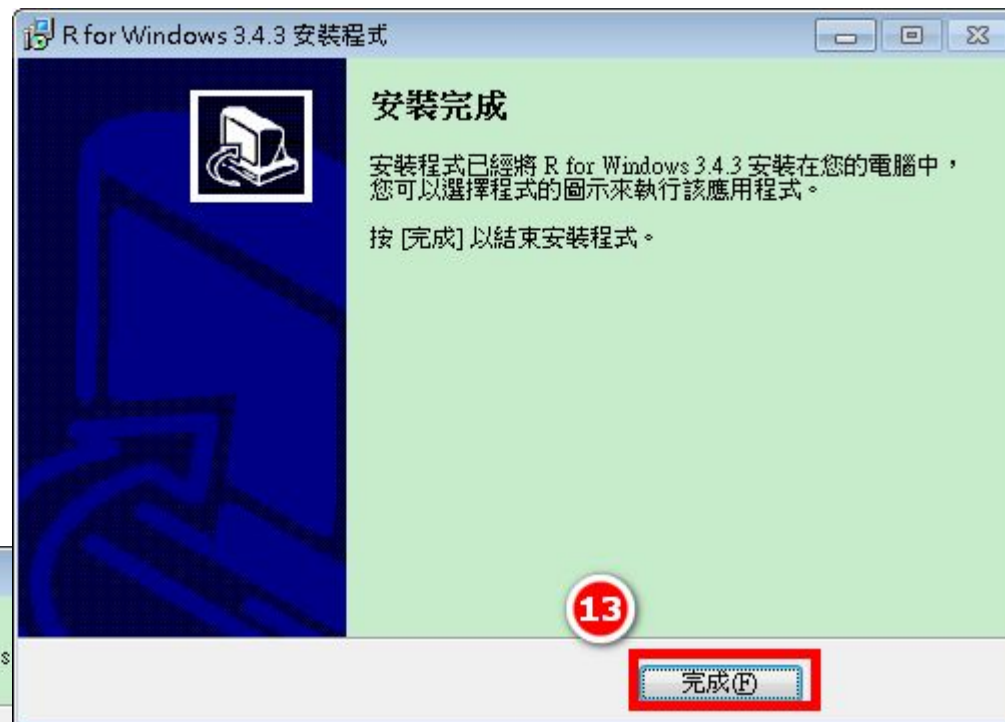 R for Windows 3.4.3 安裝程式
安裝完成
安裝程式已經將 R for Windows 3.4.3 安裝在您的電腦中，
您可以選擇程式的圖示來執行該應用程式。
按 [完成] 以結束安裝程式。
13
s
完成(F)